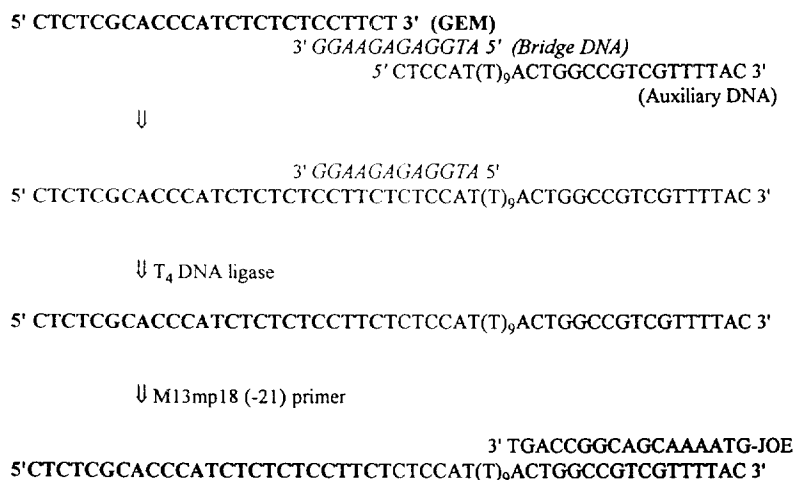 5' CTCTCGCACCCATCTCTCTCCTTCT 3' (GEM)
3' GGAAGAGAGGTA 5' (Bridge DNA)
5' CTCCAT(T)₉ACTGGCCGTCGTTTTAC 3'
(Auxiliary DNA)
⇓
3' GGAAGAGAGGTA 5'
5' CTCTCGCACCCATCTCTCTCCTTCTCTCCAT(T)₉ACTGGCCGTCGTTTTAC 3'
⇓ T₄ DNA ligase
5' CTCTCGCACCCATCTCTCTCCTTCTCTCCAT(T)₉ACTGGCCGTCGTTTTAC 3'
⇓ M13mp18 (-21) primer
3' TGACCGGCAGCAAAATG-JOE
5'CTCTCGCACCCATCTCTCTCCTTCTCTCCAT(T)₉ACTGGCCGTCGTTTTAC 3'